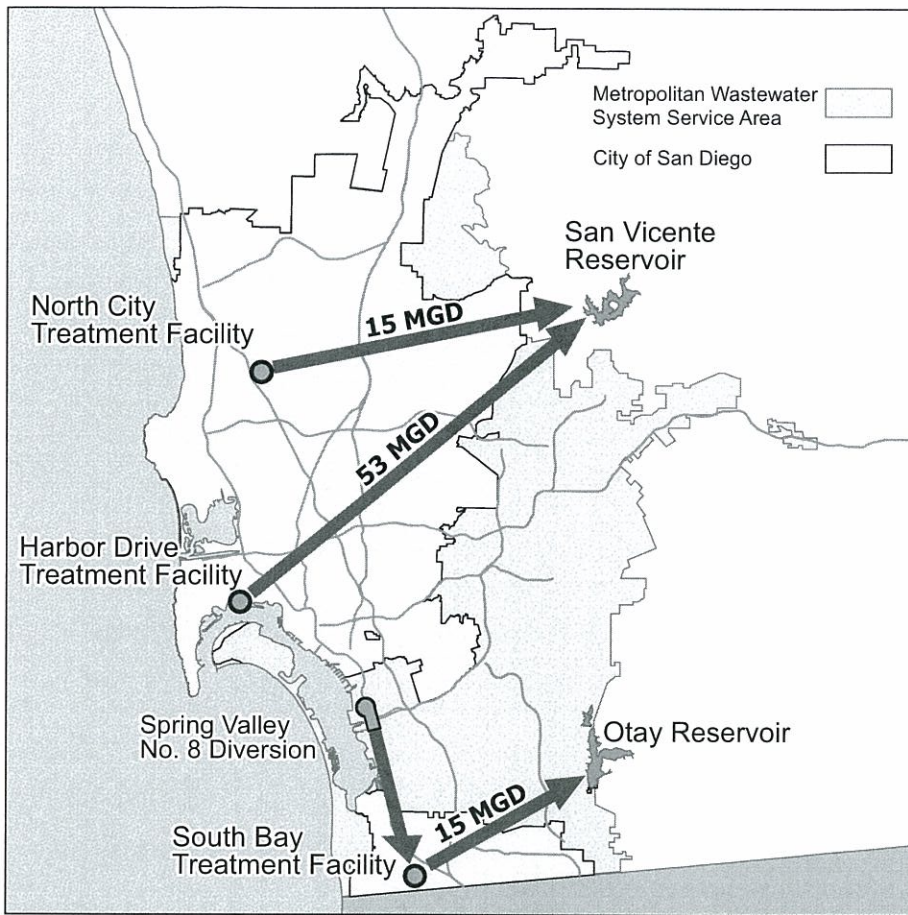 Metropolitan Wastewater
System Service Area
City of San Diego
San Vicente
Reservoir
North City
Treatment Facility
15 MGD
53 MGD
Harbor Drive
Treatment Facility
Spring Valley
No. 8 Diversion
Otay Reservoir
15 MGD
South Bay
Treatment Facility